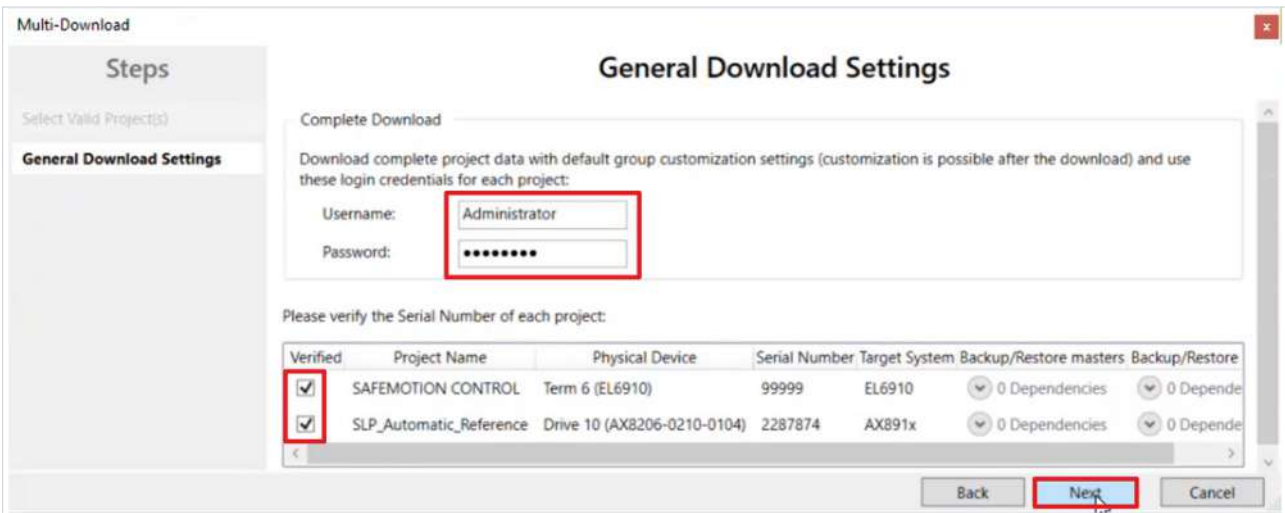 Multi-Download
x
Steps
General Download Settings
Select Valid Project(s)
General Download Settings
Complete Download
Download complete project data with default group customization settings (customization is possible after the download) and use
these login credentials for each project:
Username:
Administrator
Password:
••••••••
Please verify the Serial Number of each project:
Verified Project Name Physical Device Serial Number Target System Backup/Restore masters Backup/Restore
SAFEMOTION CONTROL Term 6 (EL6910) 99999 EL6910 0 Dependencies 0 Depende
SLP_Automatic_Reference Drive 10 (AX8206-0210-0104) 2287874 AX891x 0 Dependencies 0 Depende
Back Next Cancel